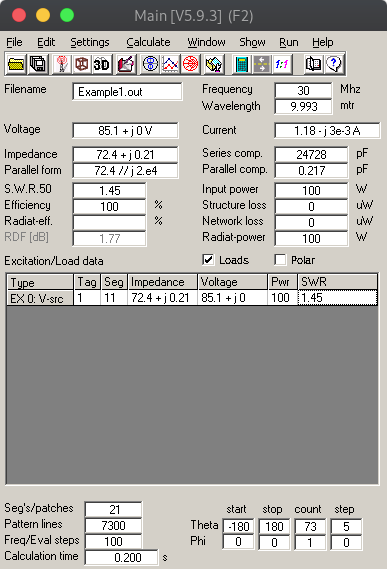 Main [V5.9.3] (F2)
File Edit Settings Calculate Window Show Run Help
3D 1:1
Filename Example1.out Frequency 30 Mhz
Wavelength 9.993 mtr
Voltage 85.1 + j 0 V Current 1.18 - j 3e-3 A
Impedance 72.4 + j 0.21 Series comp. 24728 pF
Parallel form 72.4 // j 2.e4 Parallel comp. 0.217 pF
S.W.R.50 1.45 Input power 100 W
Efficiency 100 % Structure loss 0 uW
Radiat-eff. % Network loss 0 uW
RDF [dB] 1.77 Radiat-power 100 W
Excitation/Load data Loads Polar
Type Tag Seg Impedance Voltage Pwr SWR
EX 0: V-src 1 11 72.4 + j 0.21 85.1 + j 0 100 1.45
Seg's/patches 21
start stop count step
Pattern lines 7300
Theta -180 180 73 5
Freq/Eval steps 100
Phi 0 0 1 0
Calculation time 0.200 s